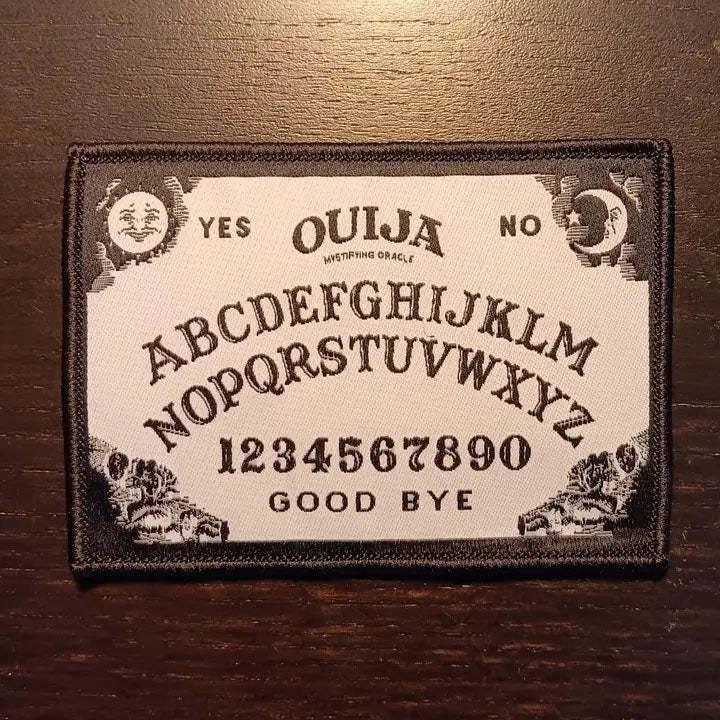 YES OUIJA NO
MYSTIFYING ORACLE
ABCDEFGHIJKLM
NOPQRSTUVWXYZ
1234567890
GOOD BYE